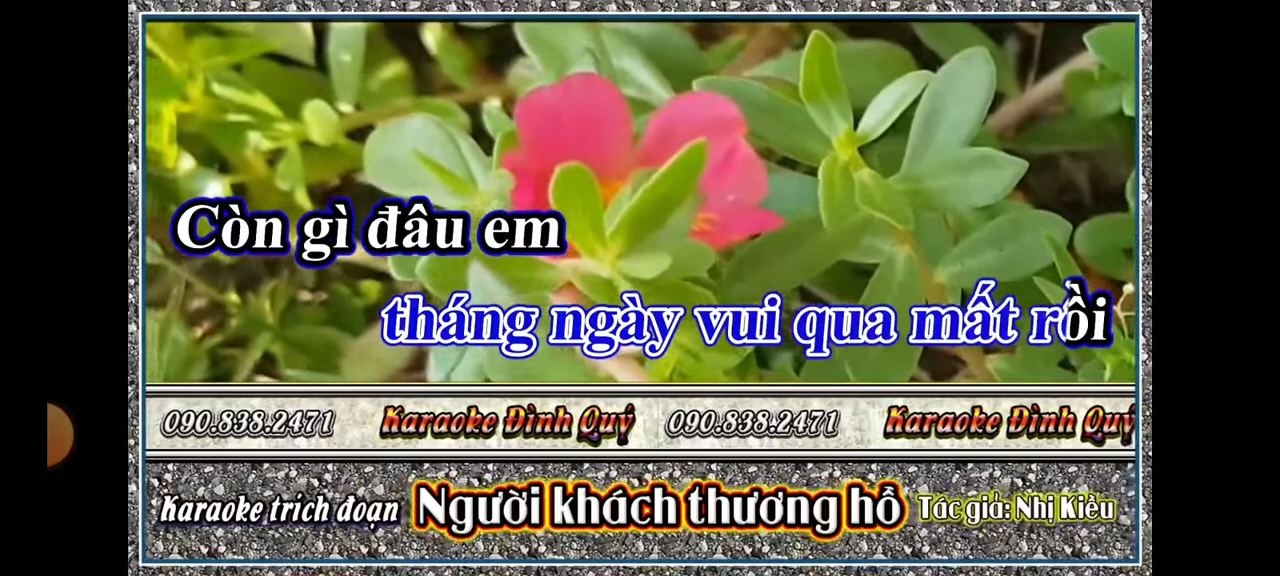 Còn gì đâu em
tháng ngày vui qua mất rồi
090.838.2471 Karaoke Đình Quý 090.838.2471 Karaoke Đình Quý
Karaoke trích đoạn Người khách thương hồ Tác giả: Nhị Kiều